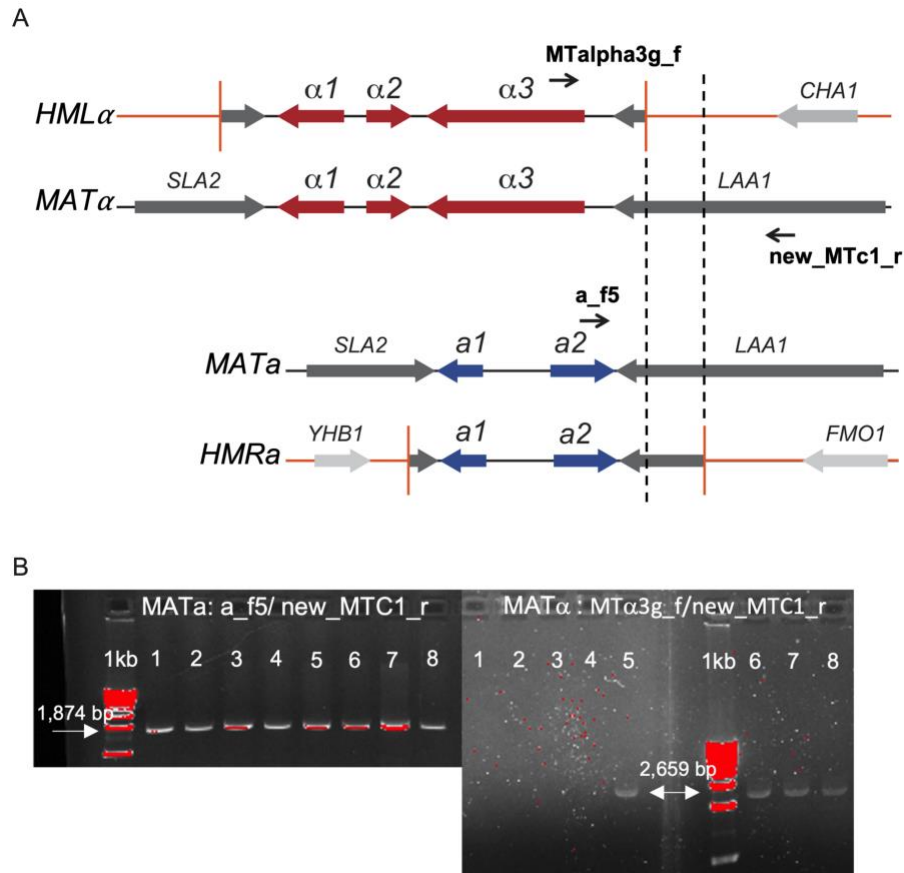 A
MTalpha3g_f
α1 α2 α3 CHA1
HMLα
SLA2 α1 α2 α3 LAA1
MATα
new_MTc1_r
a_f5
SLA2 a1 a2 LAA1
MATa
YHB1 a1 a2 FMO1
HMRa
B
MATa: a_f5/ new_MTC1_r
1kb 1 2 3 4 5 6 7 8
1,874 bp
MATα : MTα3g_f/new_MTC1_r
1 2 3 4 5 1kb 6 7 8
2,659 bp